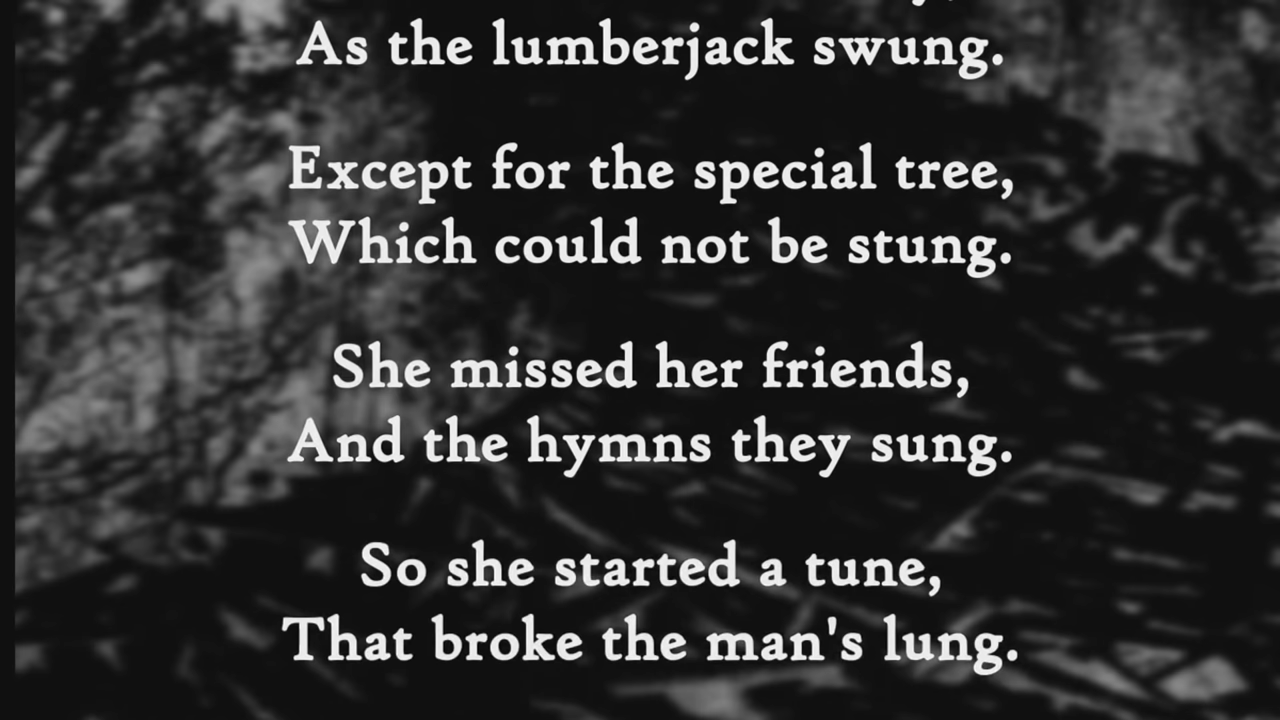 As the lumberjack swung.
Except for the special tree,
Which could not be stung.
She missed her friends,
And the hymns they sung.
So she started a tune,
That broke the man's lung.